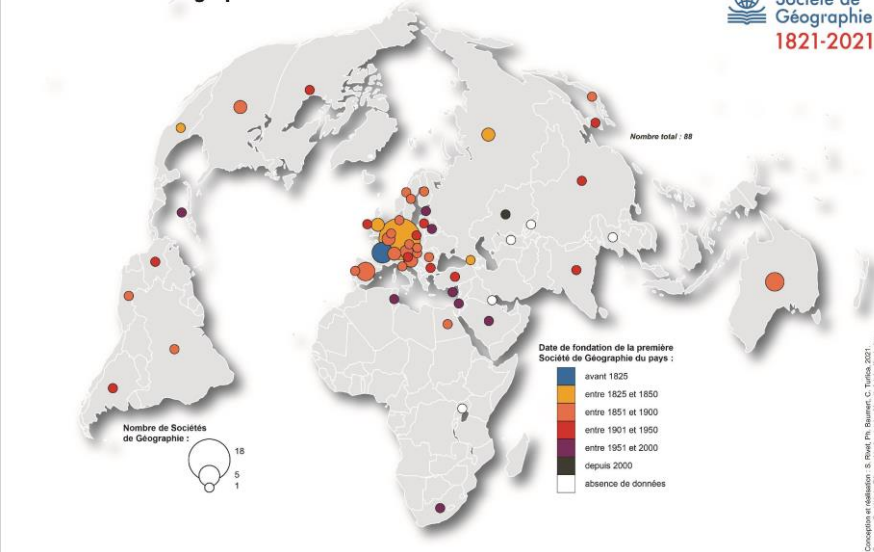 Société de
Géographie
1821-2021
Nombre total : 88
Date de fondation de la première
Société de Géographie du pays :
avant 1825
entre 1825 et 1850
entre 1851 et 1900
entre 1901 et 1950
entre 1951 et 2000
depuis 2000
absence de données
Nombre de Sociétés
de Géographie :
18
5
1
Conception et réalisation : S. Rivet, Ph. Baumert, C. Turlica, 2021.